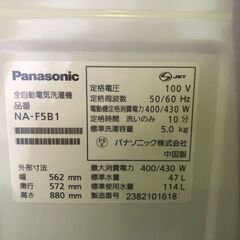 Panasonic
全自動電気洗濯機
品番
NA-F5B1
外形寸法
幅 562 mm
奥行 572 mm
高さ 880 mm
JET
定格電圧 100 V
定格周波数 50/60 Hz
電動機定格消費電力 400/430 W
定格時間 洗いのみ 10 分
標準洗濯容量 5.0 kg
パナソニック株式会社
中国製
最大消費電力 400/430 W
標準水量 47 L
標準使用水量 114 L
製造番号 2382101618